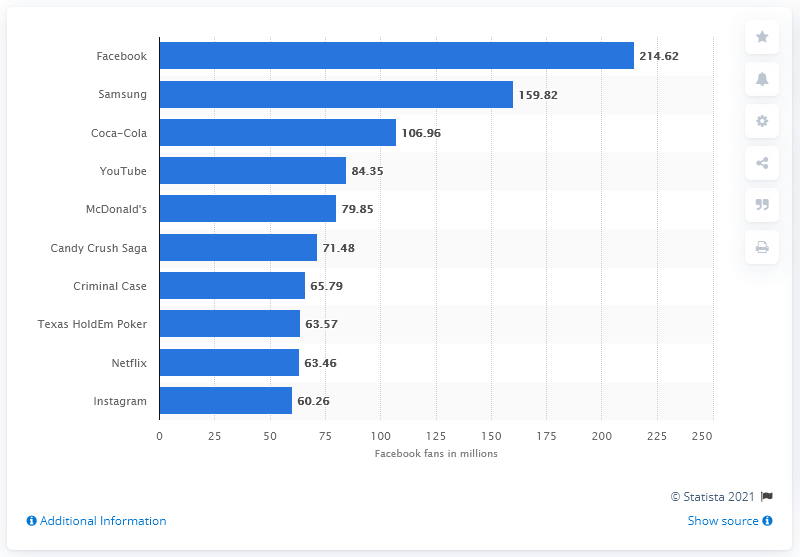 Facebook 214.62
Samsung 159.82
Coca-Cola 106.96
YouTube 84.35
McDonald's 79.85
Candy Crush Saga 71.48
Criminal Case 65.79
Texas HoldEm Poker 63.57
Netflix 63.46
Instagram 60.26
0 25 50 75 100 125 150 175 200 225 250
Facebook fans in millions
© Statista 2021
Additional Information Show source